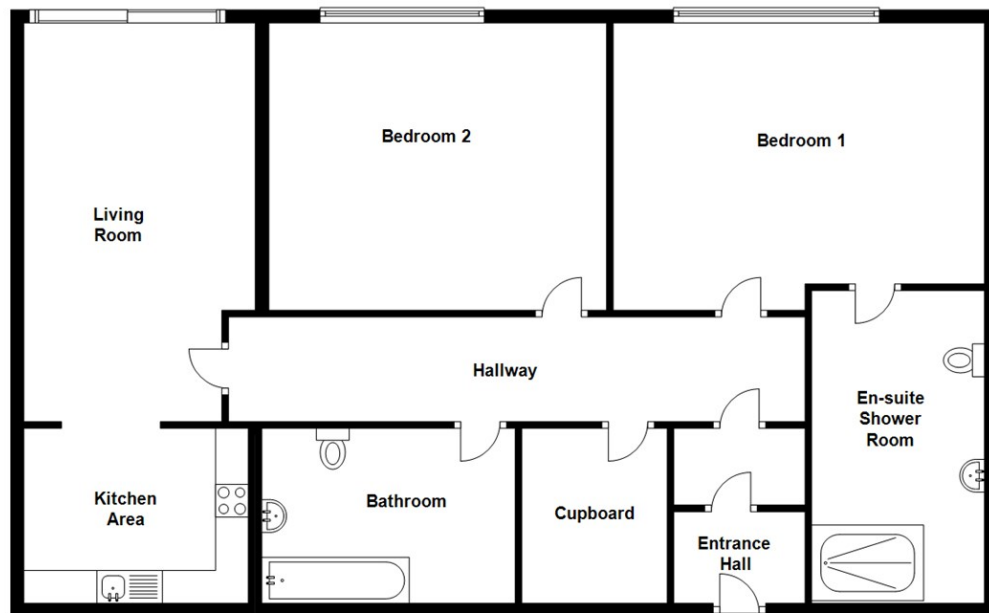 Bedroom 2
Bedroom 1
Living
Room
Hallway
En-suite
Shower
Room
Kitchen
Area
Bathroom
Cupboard
Entrance
Hall